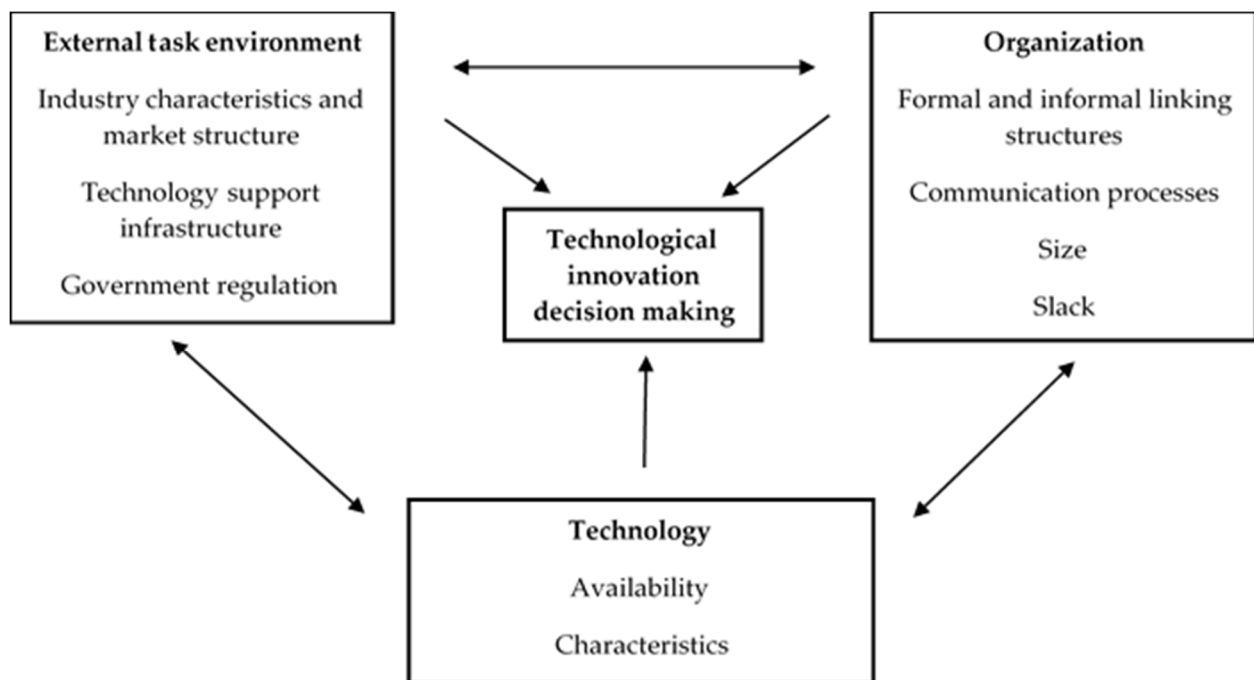 External task environment
Industry characteristics and
market structure
Technology support
infrastructure
Government regulation
Organization
Formal and informal linking
structures
Communication processes
Size
Slack
Technological
innovation
decision making
Technology
Availability
Characteristics